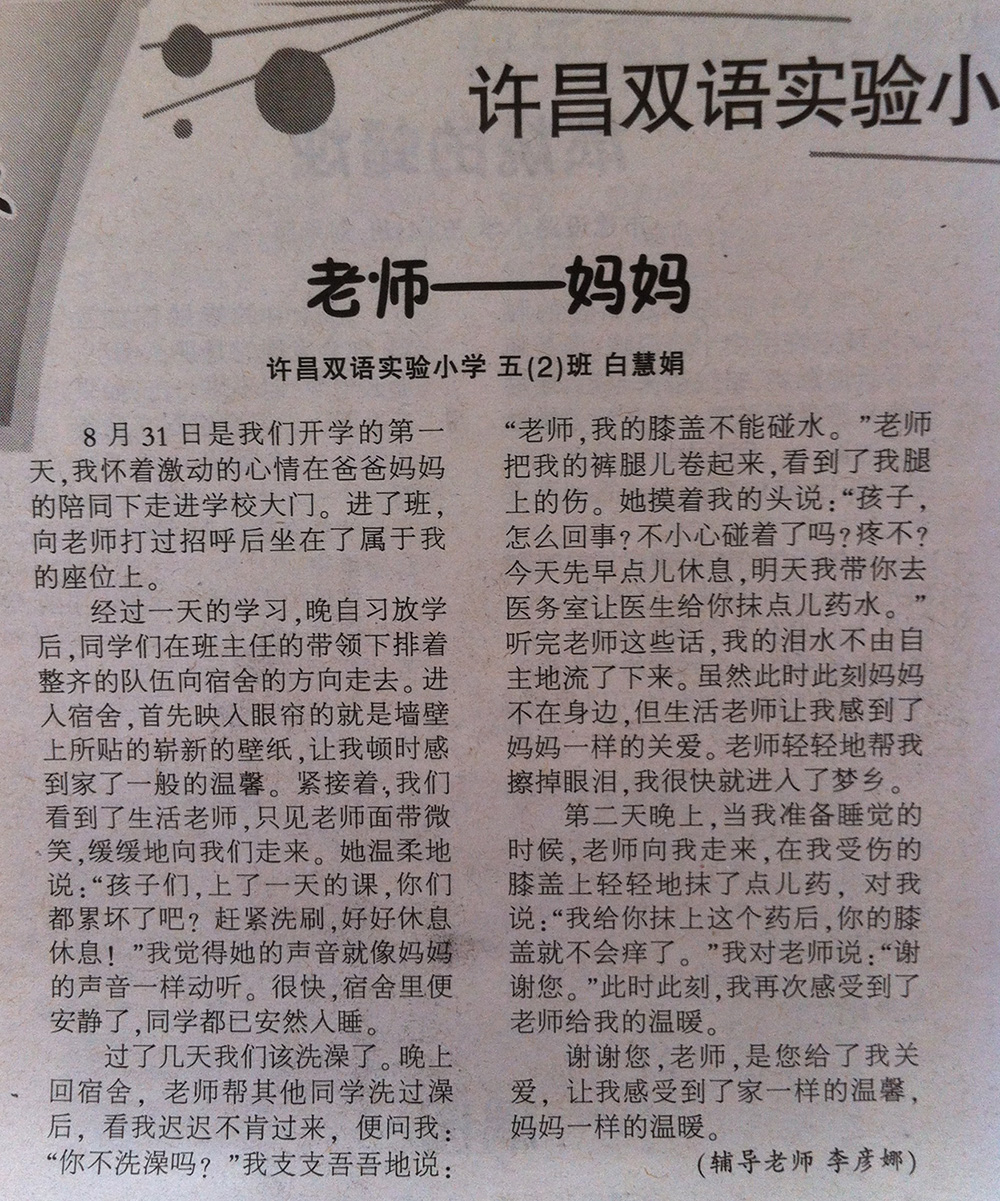 许昌双语实验小
老师——妈妈
许昌双语实验小学 五(2)班 白慧娟
8月31日是我们开学的第一
天,我怀着激动的心情在爸爸妈妈
的陪同下走进学校大门。进了班,
向老师打过招呼后坐在了属于我
的座位上。
经过一天的学习,晚自习放学
后,同学们在班主任的带领下排着
整齐的队伍向宿舍的方向走去。进
入宿舍,首先映入眼帘的就是墙壁
上所贴的崭新的壁纸,让我顿时感
到家了一般的温馨。紧接着,我们
看到了生活老师,只见老师面带微
笑,缓缓地向我们走来。她温柔地
说:“孩子们,上了一天的课,你们
都累坏了吧?赶紧洗刷,好好休息
休息!”我觉得她的声音就像妈妈
的声音一样动听。很快,宿舍里便
安静了,同学都已安然入睡。
过了几天我们该洗澡了。晚上
回宿舍,老师帮其他同学洗过澡
后,看我迟迟不肯过来,便问我:
“你不洗澡吗?”我支支吾吾地说:
“老师,我的膝盖不能碰水。”老师
把我的裤腿儿卷起来,看到了我腿
上的伤。她摸着我的头说:“孩子,
怎么回事?不小心碰着了吗?疼不?
今天先早点儿休息,明天我带你去
医务室让医生给你抹点儿药水。”
听完老师这些话,我的泪水不由自
主地流了下来。虽然此时此刻妈妈
不在身边,但生活老师让我感到了
妈妈一样的关爱。老师轻轻地帮我
擦掉眼泪,我很快就进入了梦乡。
第二天晚上,当我准备睡觉的
时候,老师向我走来,在我受伤的
膝盖上轻轻地抹了点儿药,对我
说:“我给你抹上这个药后,你的膝
盖就不会痒了。”我对老师说:“谢
谢您。”此时此刻,我再次感受到了
老师给我的温暖。
谢谢您,老师,是您给了我关
爱,让我感受到了家一样的温馨,
妈妈一样的温暖。
(辅导老师 李彦娜)